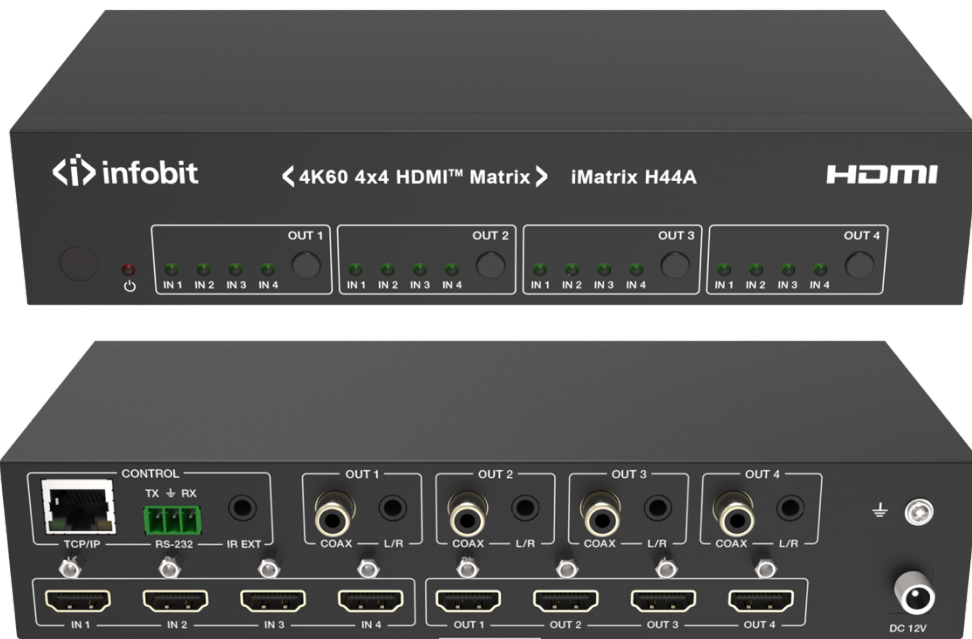 infobit
4K60 4x4 HDMI™ Matrix iMatrix H44A
HDMI
OUT 1 OUT 2 OUT 3 OUT 4
IN 1 IN 2 IN 3 IN 4 IN 1 IN 2 IN 3 IN 4 IN 1 IN 2 IN 3 IN 4 IN 1 IN 2 IN 3 IN 4
CONTROL OUT 1 OUT 2 OUT 3 OUT 4
TX RX
TCP/IP RS-232 IR EXT COAX L/R COAX L/R COAX L/R COAX L/R
IN 1 IN 2 IN 3 IN 4 OUT 1 OUT 2 OUT 3 OUT 4
DC 12V